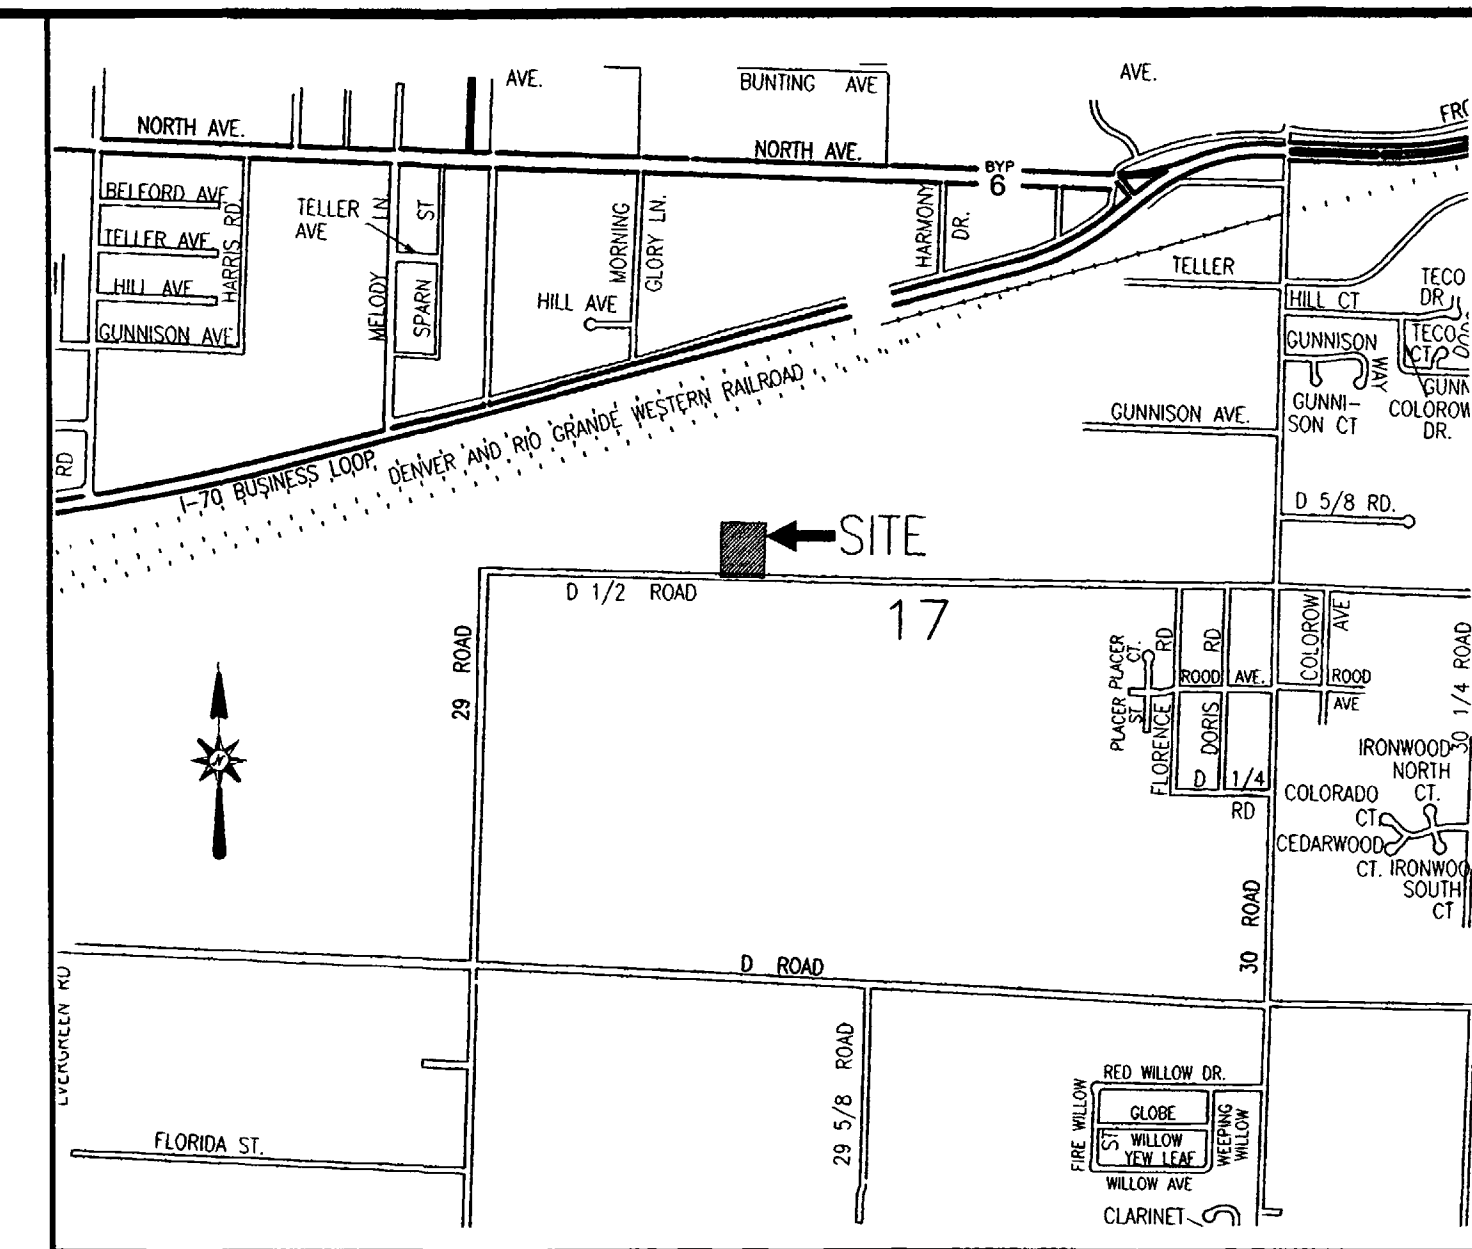 AVE.
BUNTING AVE
AVE.
NORTH AVE.
NORTH AVE.
BYP
6
BELFORD AVE
TELLER AVE
HILL AVE
GUNNISON AVE
HARRIS RD
TELLER
AVE
MELODY LN
SPARN ST
HILL AVE
MORNING
GLORY LN.
HARMONY
DR.
TELLER
HILL CT
TECO
DR
GUNNISON
WAY
TECO
CT
GUNNI-
SON CT
COLOROW
DR.
GUNNISON AVE.
RD
I-70 BUSINESS LOOP
DENVER AND RIO GRANDE WESTERN RAILROAD
D 5/8 RD.
SITE
D 1/2 ROAD
17
29 ROAD
PLACER CT.
PLACER ST
FLORENCE RD
DORIS RD
ROOD AVE.
COLOROW AVE
ROOD
AVE
30 1/4 ROAD
D 1/4
RD
IRONWOOD
NORTH
CT.
COLORADO
CT
CEDARWOOD
CT.
SOUTH
CT
30 ROAD
N
D ROAD
EVERGREEN RD
29 5/8 ROAD
FLORIDA ST.
RED WILLOW DR.
FIRE WILLOW
ST
GLOBE
WILLOW
YEW LEAF
WEEPING
WILLOW
WILLOW AVE
CLARINET